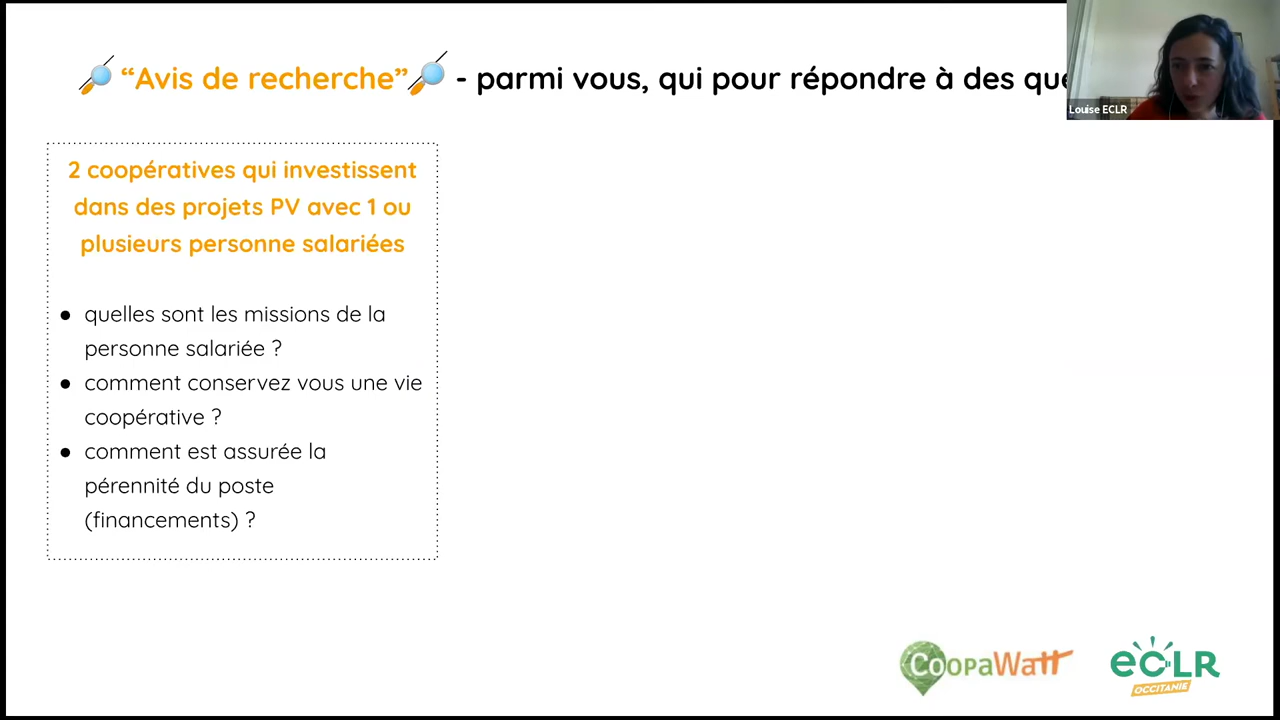 “Avis de recherche” - parmi vous, qui pour répondre à des que
Louise ECLR
2 coopératives qui investissent
dans des projets PV avec 1 ou
plusieurs personne salariées
● quelles sont les missions de la
personne salariée ?
● comment conservez vous une vie
coopérative ?
● comment est assurée la
pérennité du poste
(financements) ?
CoopaWatt
eCLR
OCCITANIE